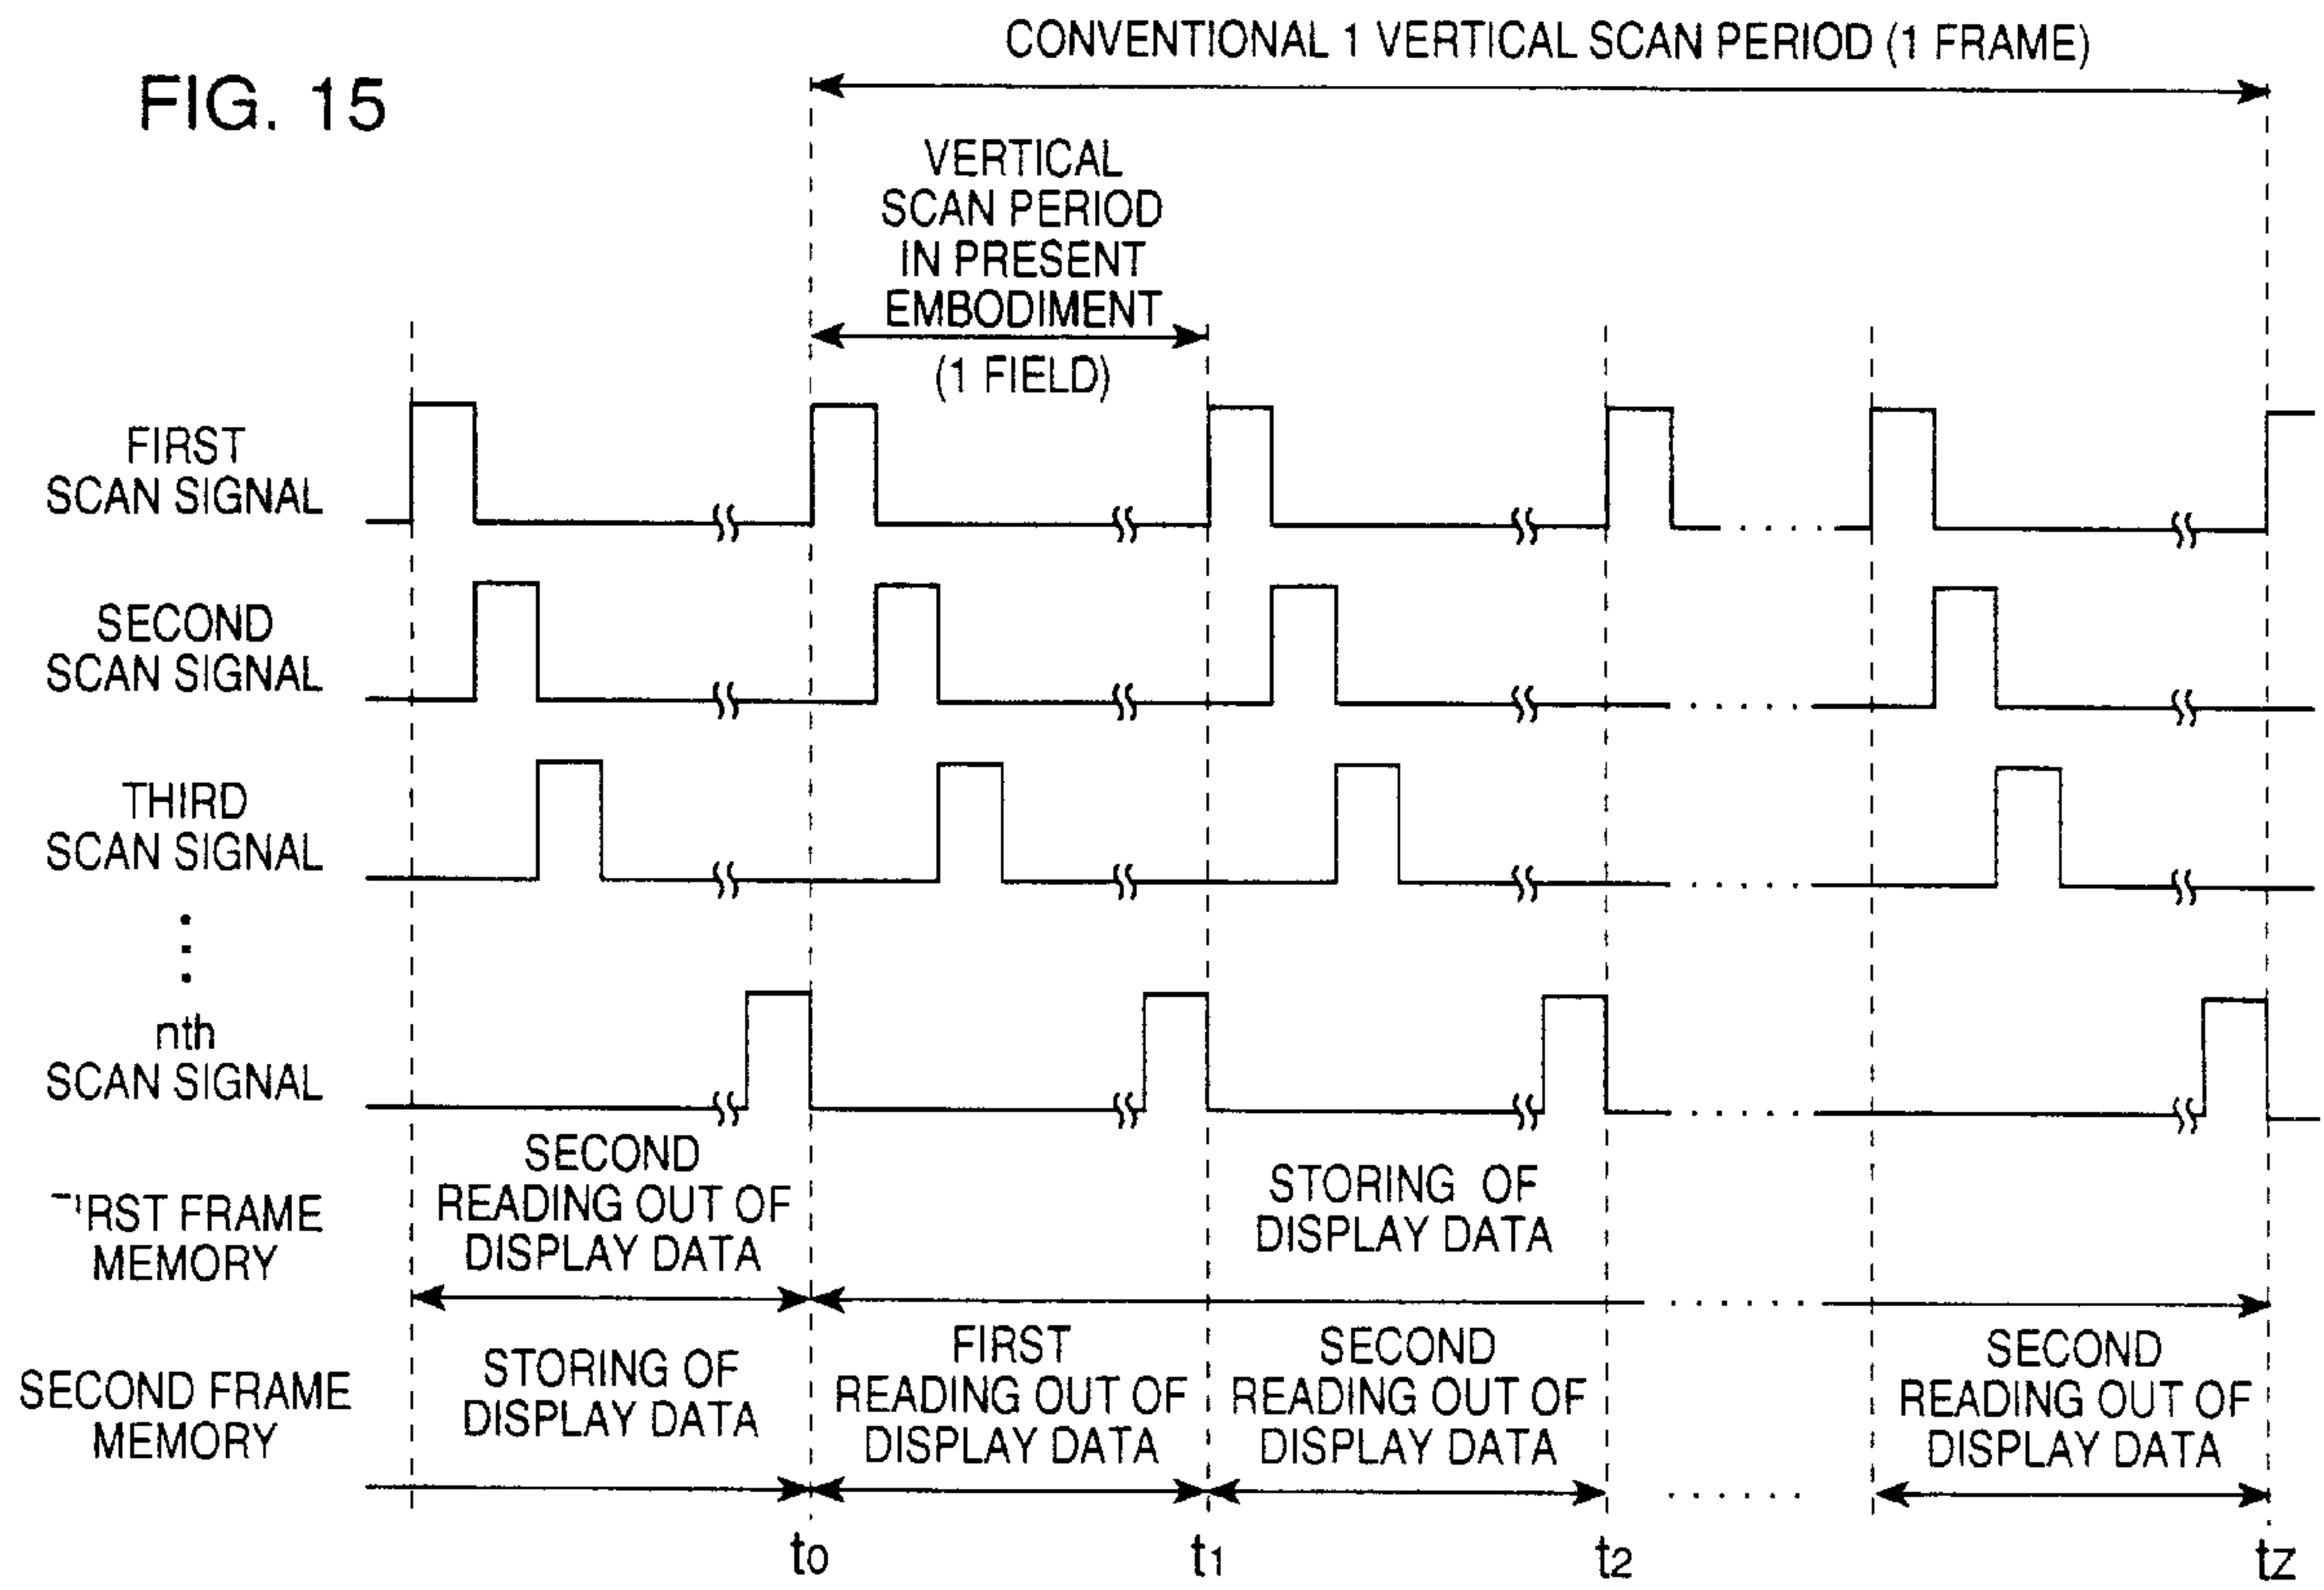 CONVENTIONAL 1 VERTICAL SCAN PERIOD (1 FRAME)
FIG. 15
VERTICAL
SCAN PERIOD
IN PRESENT
EMBODIMENT
(1 FIELD)
FIRST
SCAN SIGNAL
SECOND
SCAN SIGNAL
THIRD
SCAN SIGNAL
nth
SCAN SIGNAL
FRAME
MEMORY
SECOND
READING OUT OF
DISPLAY DATA
STORING OF
DISPLAY DATA
SECOND FRAME
MEMORY
STORING OF
DISPLAY DATA
FIRST
READING OUT OF
DISPLAY DATA
SECOND
READING OUT OF
DISPLAY DATA
SECOND
READING OUT OF
DISPLAY DATA
t0
t1
t2
tz